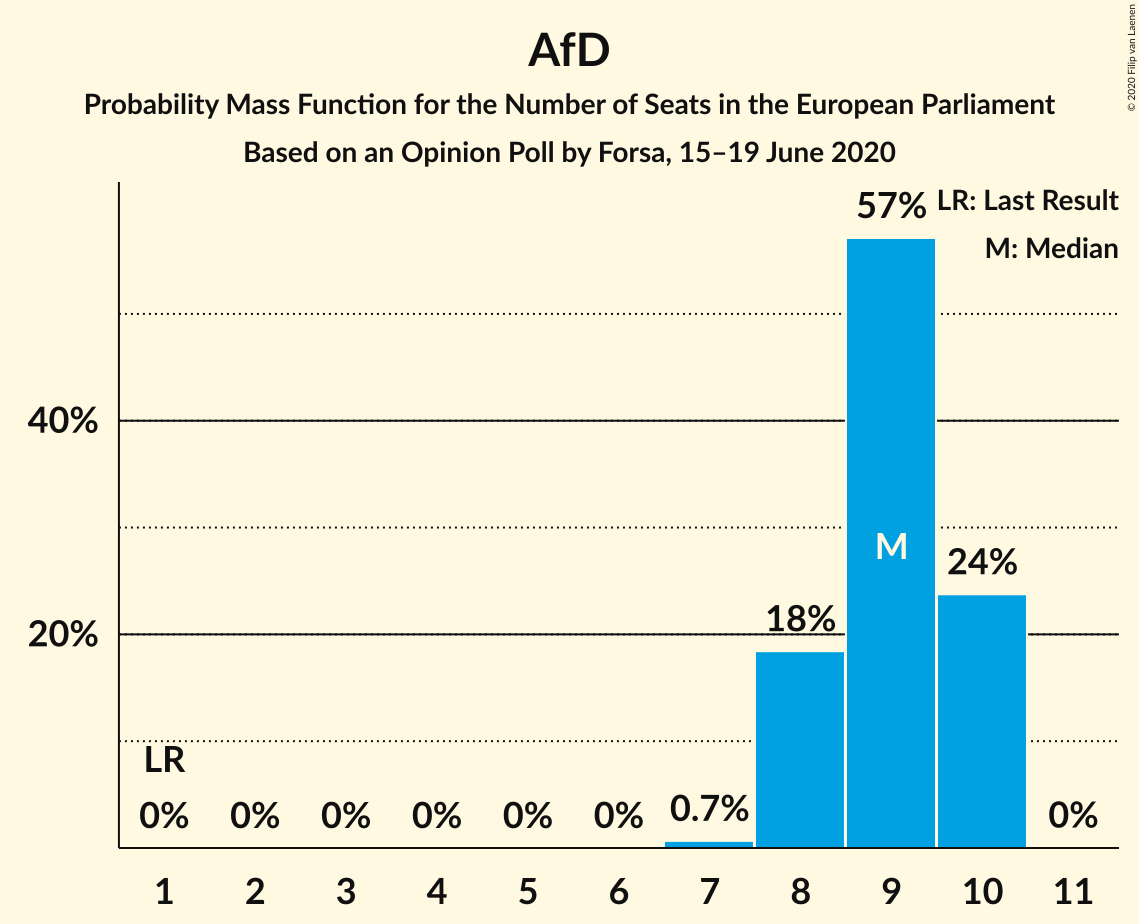 AfD
Probability Mass Function for the Number of Seats in the European Parliament
Based on an Opinion Poll by Forsa, 15–19 June 2020
© 2020 Filip van Laenen
LR: Last Result
M: Median
57%
40%
M
24%
18%
20%
LR
0% 0% 0% 0% 0% 0% 0.7% 0%
1 2 3 4 5 6 7 8 9 10 11